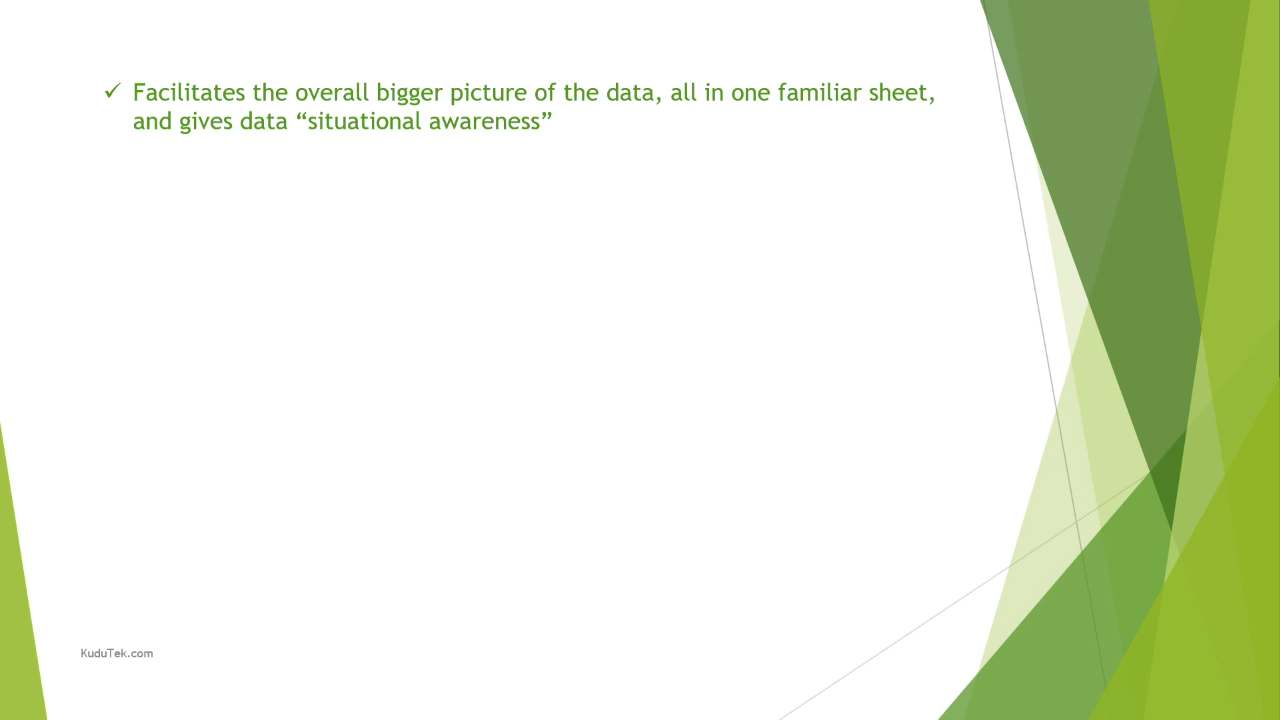 ✓ Facilitates the overall bigger picture of the data, all in one familiar sheet,
and gives data “situational awareness”
KuduTek.com